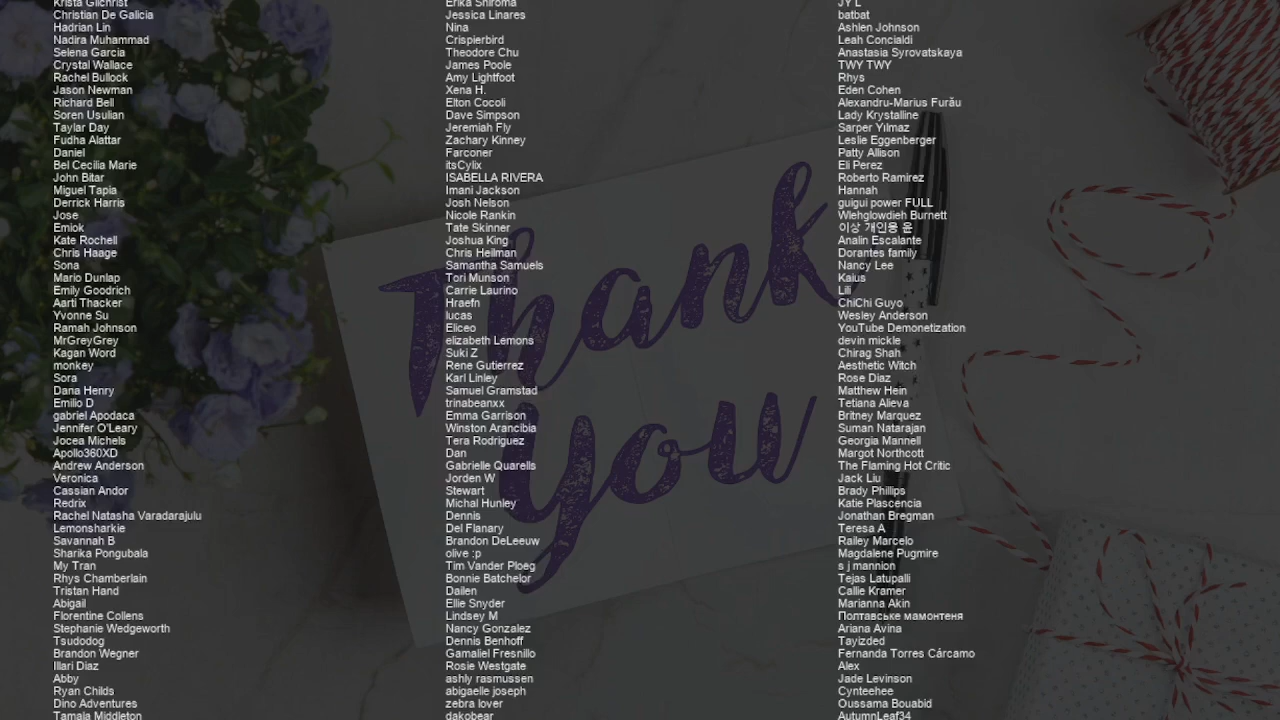 Krista Gilchrist
Christian De Galicia
Hadrian Lin
Nadira Muhammad
Selena Garcia
Crystal Wallace
Rachel Bullock
Jason Newman
Richard Bell
Soren Usulian
Taylar Day
Fudha Alattar
Daniel
Bel Cecilia Marie
John Bitar
Miguel Tapia
Derrick Harris
Jose
Emiok
Kate Rochell
Chris Haage
Sona
Mario Dunlap
Emily Goodrich
Aarti Thacker
Yvonne Su
Ramah Johnson
MrGreyGrey
Kagan Word
monkey
Sora
Dana Henry
Emilio D
gabriel Apodaca
Jennifer O'Leary
Jocea Michels
Apollo360XD
Andrew Anderson
Veronica
Cassian Andor
Redrix
Rachel Natasha Varadarajulu
Lemonsharkie
Savannah B
Sharika Pongubala
My Tran
Rhys Chamberlain
Tristan Hand
Abigail
Florentine Collens
Stephanie Wedgeworth
Tsudodog
Brandon Wegner
Illari Diaz
Abby
Ryan Childs
Dino Adventures
Tamala Middleton
Erika Shiroma
Jessica Linares
Nina
Crispierbird
Theodore Chu
James Poole
Amy Lightfoot
Xena H.
Elton Cocoli
Dave Simpson
Jeremiah Fly
Zachary Kinney
Farconer
itsCylix
ISABELLA RIVERA
Imani Jackson
Josh Nelson
Nicole Rankin
Tate Skinner
Joshua King
Chris Heilman
Samantha Samuels
Tori Munson
Carrie Laurino
Hraefn
lucas
Eliceo
elizabeth Lemons
Suki Z
Rene Gutierrez
Karl Linley
Samuel Gramstad
trinabeanxx
Emma Garrison
Winston Arancibia
Tera Rodriguez
Dan
Gabrielle Quarells
Jorden W
Stewart
Michal Hunley
Dennis
Del Flanary
Brandon DeLeeuw
olive :p
Tim Vander Ploeg
Bonnie Batchelor
Dailen
Ellie Snyder
Lindsey M
Nancy Gonzalez
Dennis Benhoff
Gamaliel Fresnillo
Rosie Westgate
ashly rasmussen
abigaelle joseph
zebra lover
dakobear
JY L
batbat
Ashlen Johnson
Leah Concialdi
Anastasia Syrovatskaya
TWY TWY
Rhys
Eden Cohen
Alexandru-Marius Furău
Lady Krystalline
Sarper Yılmaz
Leslie Eggenberger
Patty Allison
Eli Perez
Roberto Ramirez
Hannah
guigui power FULL
Wlehglowdieh Burnett
이상 개인용 윤
Analin Escalante
Dorantes family
Nancy Lee
Kaius
Lili
ChiChi Guyo
Wesley Anderson
YouTube Demonetization
devin mickle
Chirag Shah
Aesthetic Witch
Rose Diaz
Matthew Hein
Tetiana Alieva
Britney Marquez
Suman Natarajan
Georgia Mannell
Margot Northcott
The Flaming Hot Critic
Jack Liu
Brady Phillips
Katie Plascencia
Jonathan Bregman
Teresa A
Railey Marcelo
Magdalene Pugmire
s j mannion
Tejas Latupalli
Callie Kramer
Marianna Akin
Полтавське мамонтеня
Ariana Avina
Tayizded
Fernanda Torres Cárcamo
Alex
Jade Levinson
Cynteehee
Oussama Bouabid
AutumnLeaf34
Thank
you